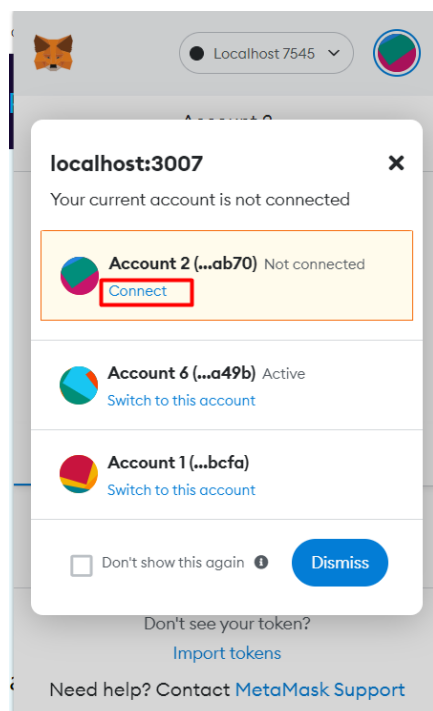 Localhost 7545
localhost:3007
Your current account is not connected
Account 2 (...ab70) Not connected
Connect
Account 6 (...a49b) Active
Switch to this account
Account 1 (...bcfa)
Switch to this account
Don't show this again
Dismiss
Don't see your token?
Import tokens
Need help? Contact MetaMask Support